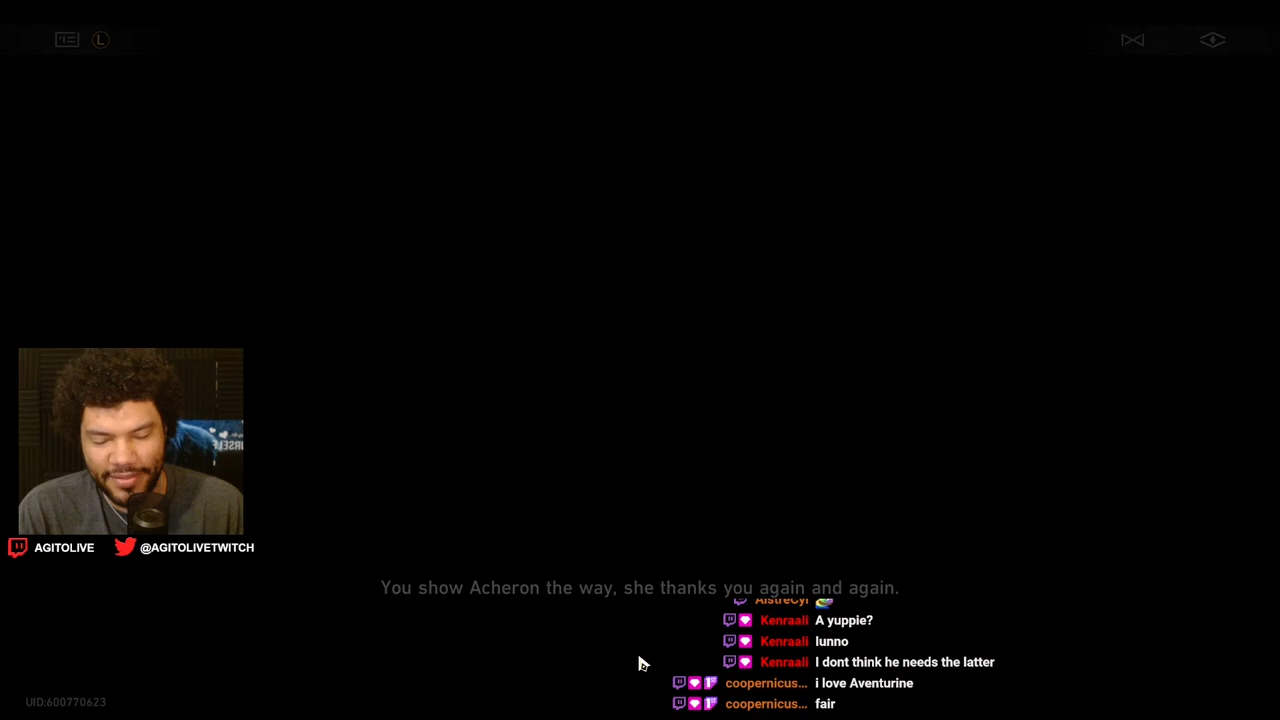 L
You show Acheron the way, she thanks you again and again.
AlstreCyl
Kenraali A yuppie?
Kenraali Iunno
Kenraali I dont think he needs the latter
coopernicus... i love Aventurine
coopernicus... fair
AGITOLIVE @AGITOLIVETWITCH
UID:600770623